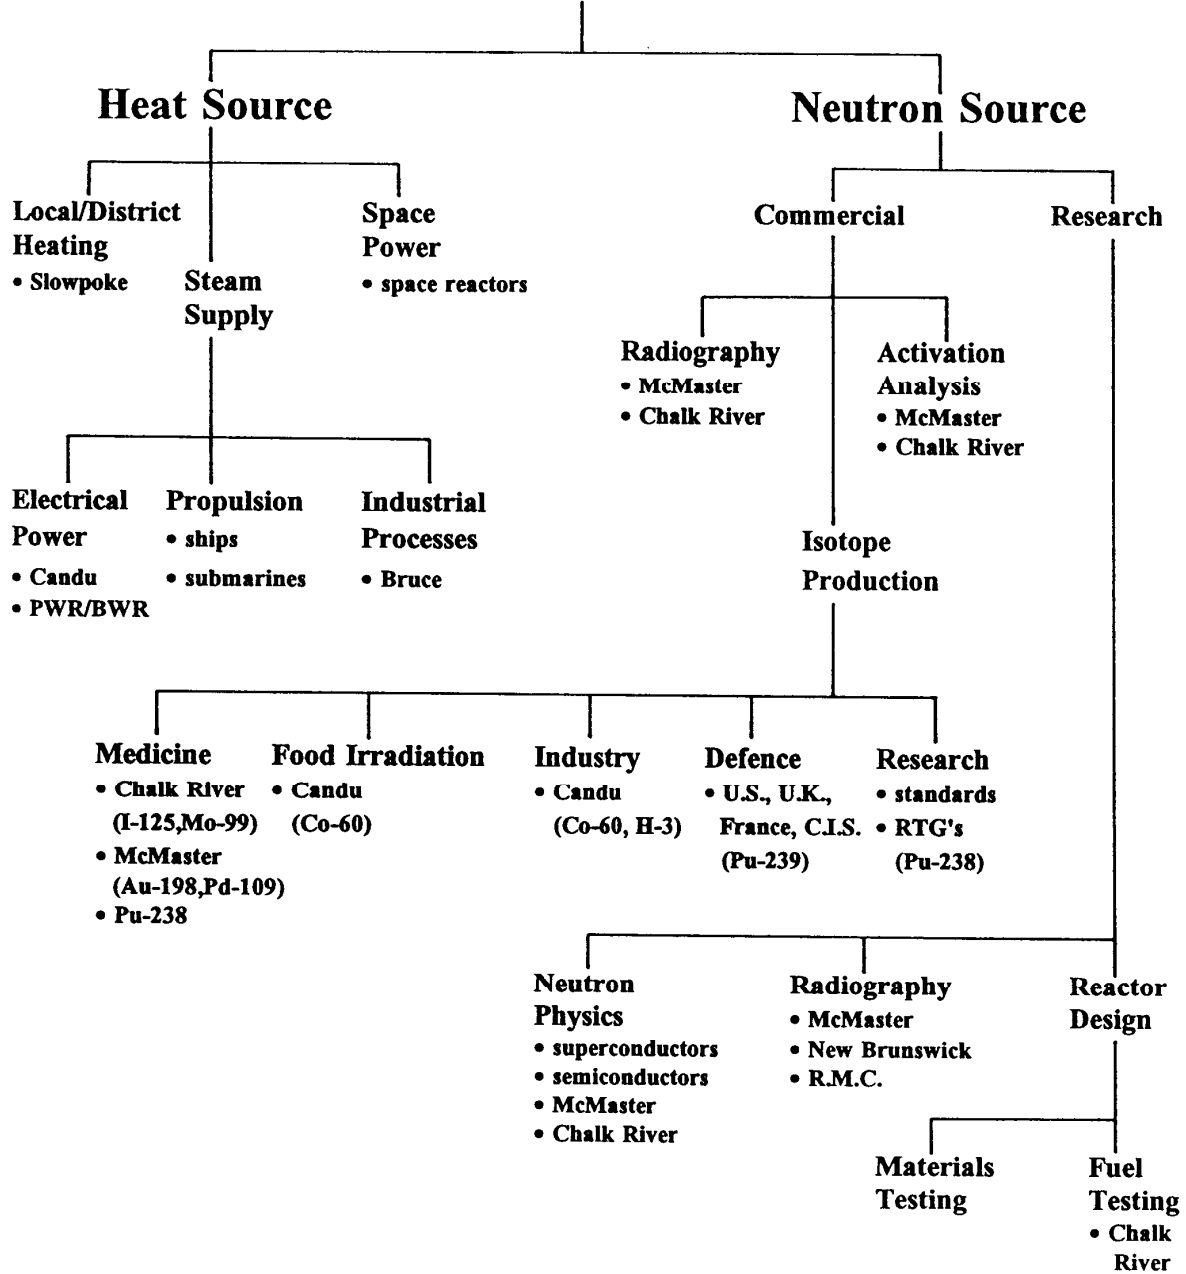 Heat Source
Neutron Source
Local/District
Heating
• Slowpoke
Steam
Supply
Space
Power
• space reactors
Commercial
Research
Radiography
• McMaster
• Chalk River
Activation
Analysis
• McMaster
• Chalk River
Electrical
Power
• Candu
• PWR/BWR
Propulsion
• ships
• submarines
Industrial
Processes
• Bruce
Isotope
Production
Medicine
• Chalk River
(I-125,Mo-99)
• McMaster
(Au-198,Pd-109)
• Pu-238
Food Irradiation
• Candu
(Co-60)
Industry
• Candu
(Co-60, H-3)
Defence
• U.S., U.K.,
France, C.I.S.
(Pu-239)
Research
• standards
• RTG's
(Pu-238)
Neutron
Physics
• superconductors
• semiconductors
• McMaster
• Chalk River
Radiography
• McMaster
• New Brunswick
• R.M.C.
Reactor
Design
Materials
Testing
Fuel
Testing
• Chalk
River